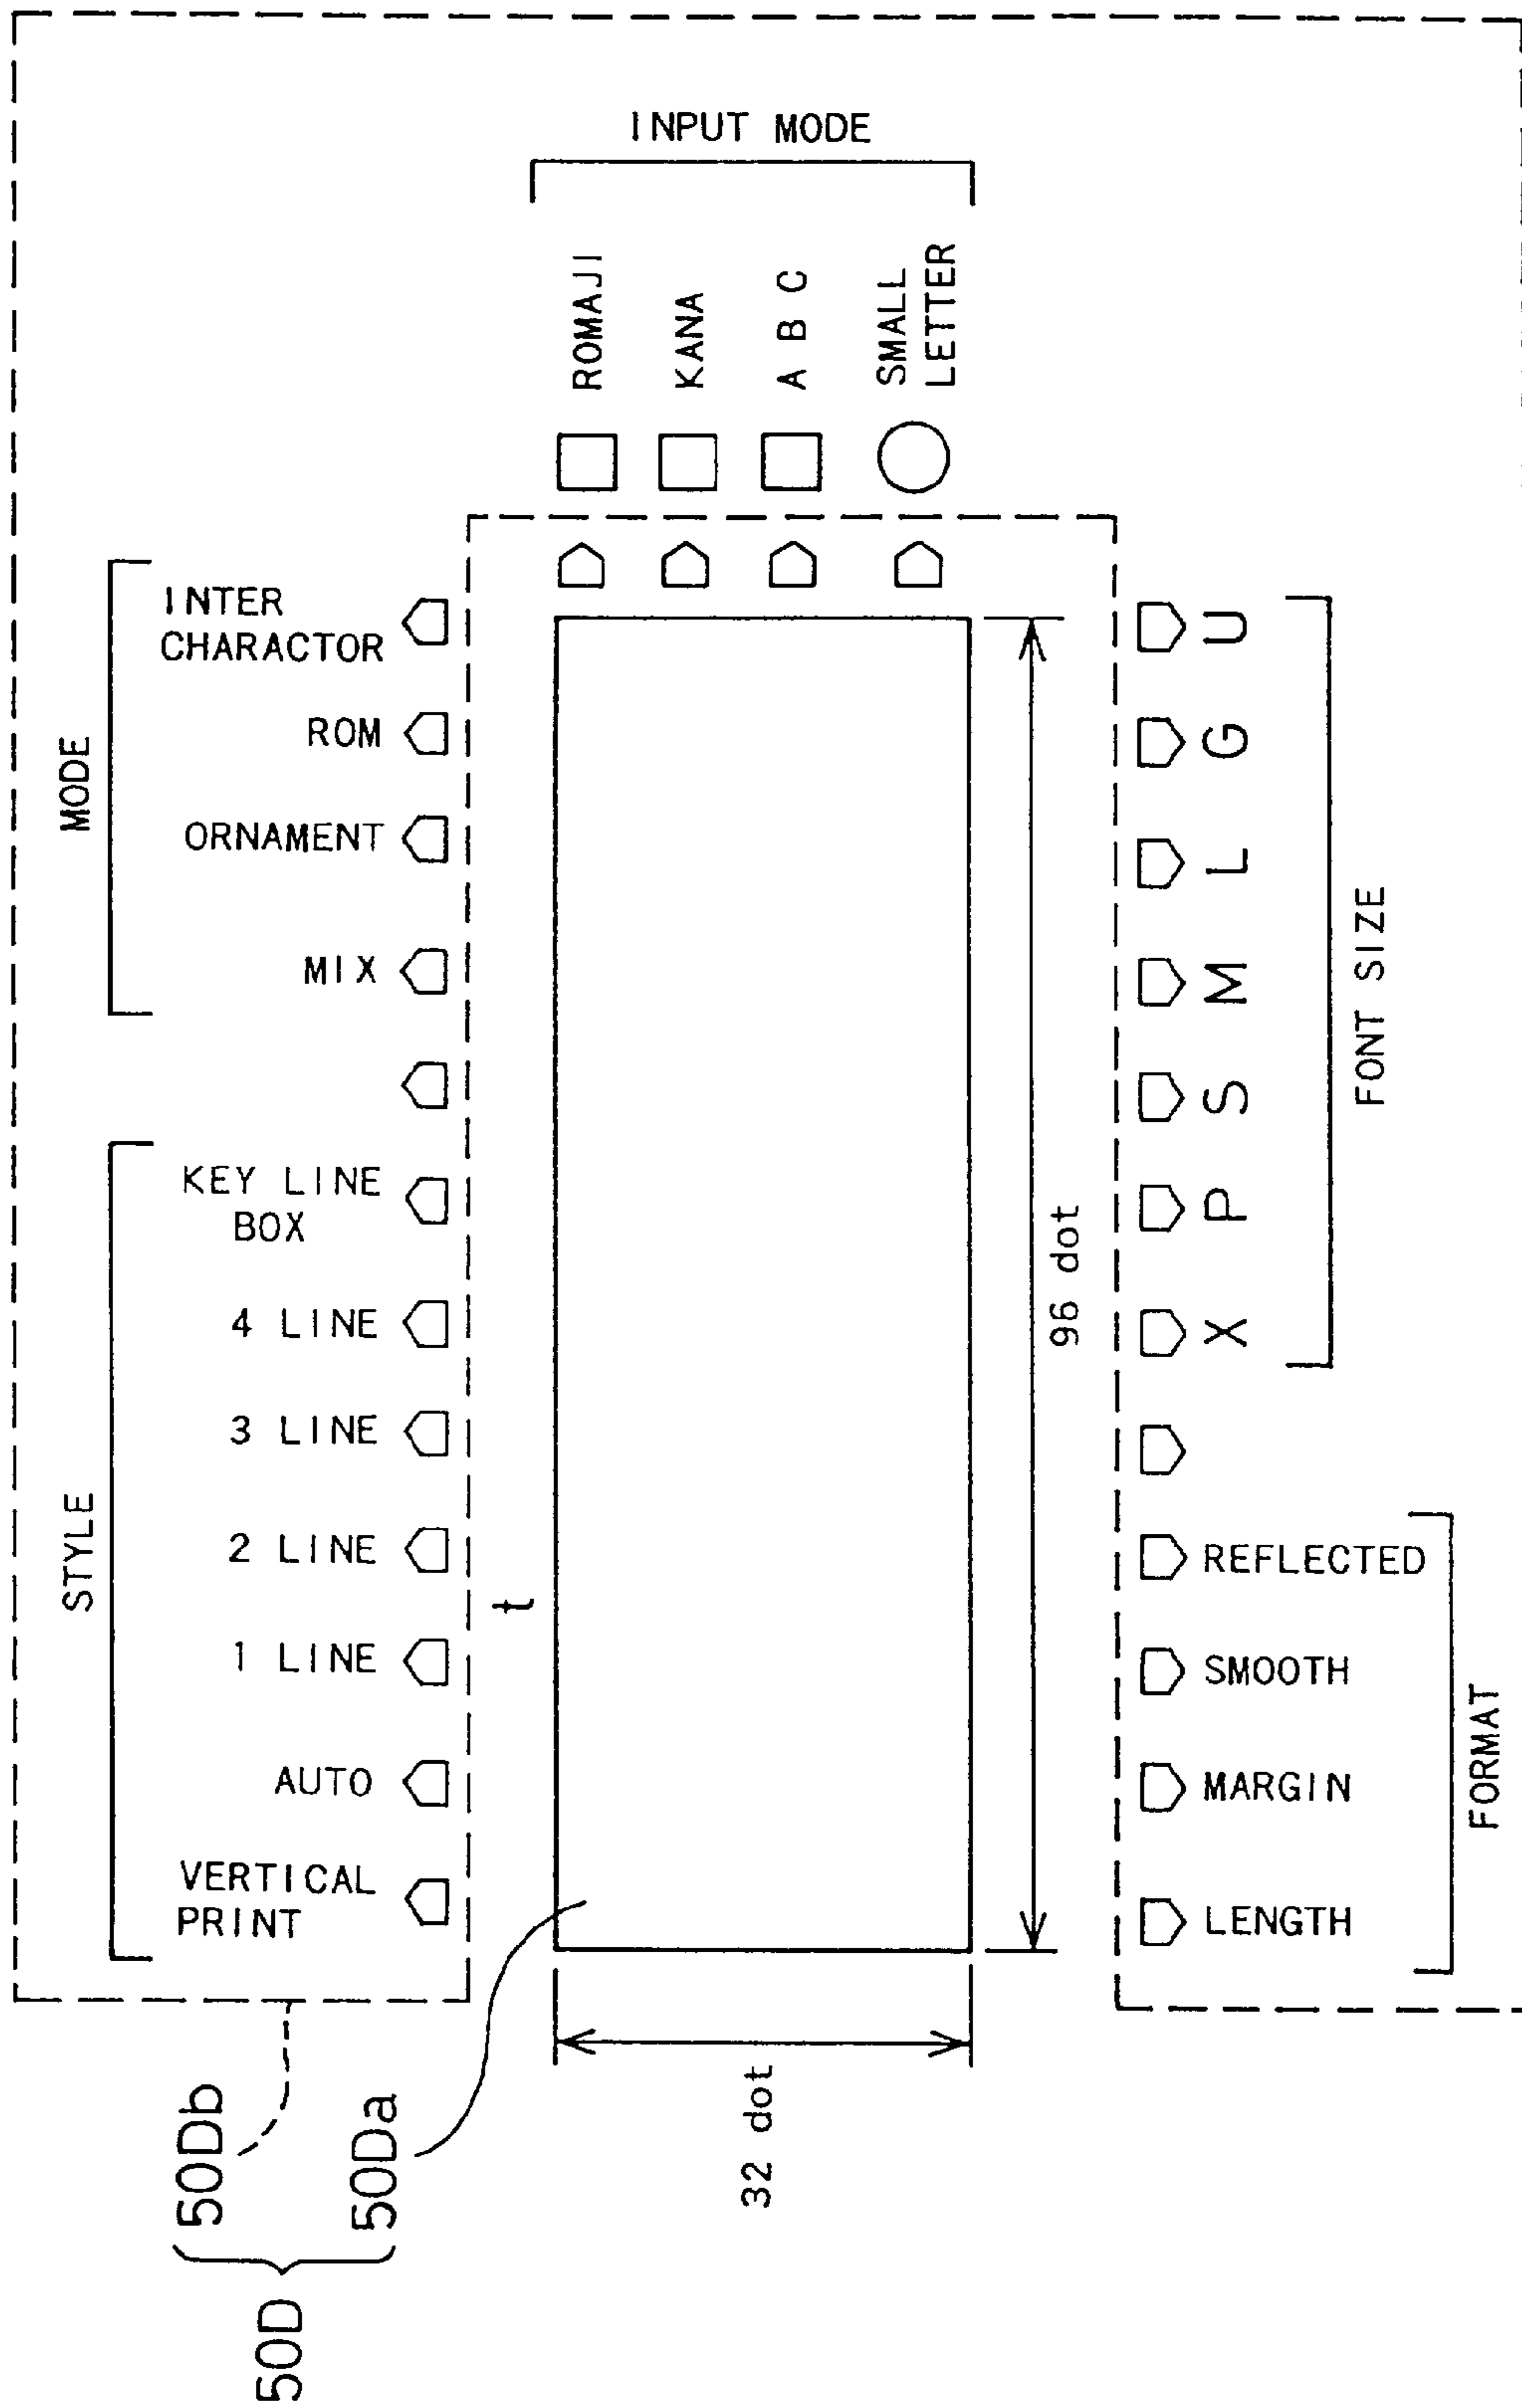 50D
50Db
50Da
STYLE
MODE
VERTICAL
PRINT
AUTO
1 LINE
2 LINE
3 LINE
4 LINE
KEY LINE
BOX
MIX
ORNAMENT
ROM
INTER
CHARACTOR
t
32 dot
96 dot
ROMAJI
KANA
A B C
SMALL
LETTER
INPUT MODE
LENGTH
MARGIN
SMOOTH
REFLECTED
X
P
S
M
L
G
U
FORMAT
FONT SIZE